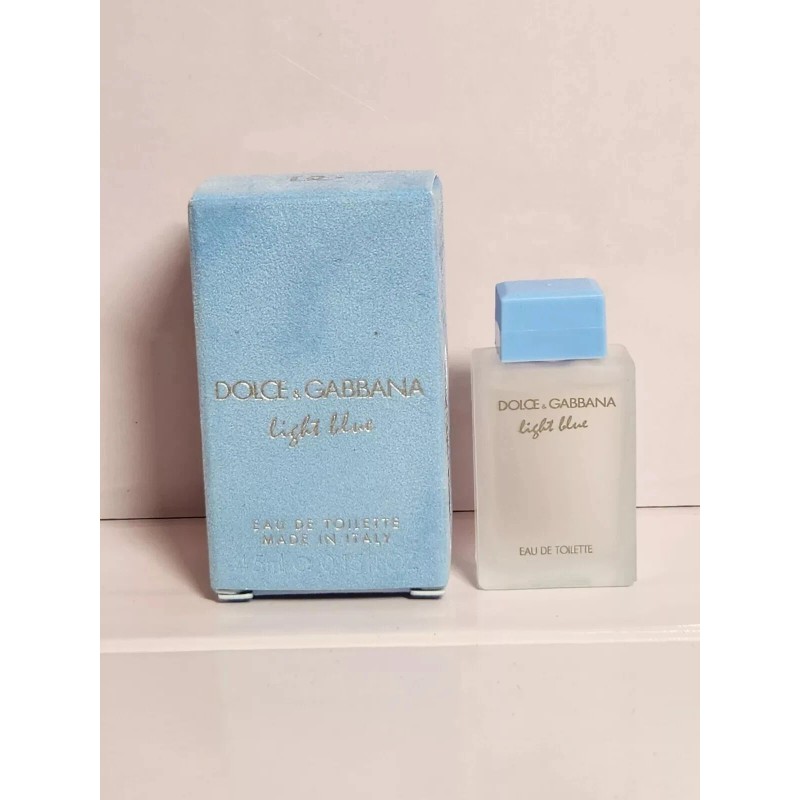 DOLCE & GABBANA
light blue
EAU DE TOILETTE
MADE IN ITALY
DOLCE & GABBANA
light blue
EAU DE TOILETTE